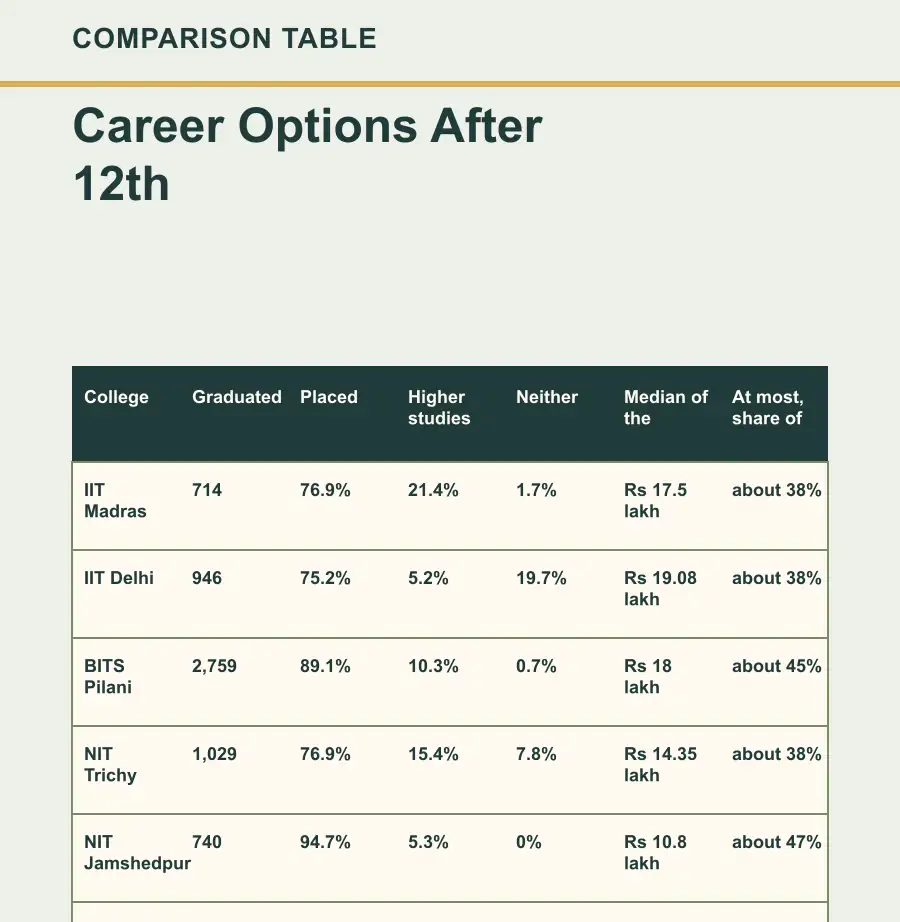 COMPARISON TABLE
Career Options After
12th
College Graduated Placed Higher studies Neither Median of the At most, share of
IIT Madras 714 76.9% 21.4% 1.7% Rs 17.5 lakh about 38%
IIT Delhi 946 75.2% 5.2% 19.7% Rs 19.08 lakh about 38%
BITS Pilani 2,759 89.1% 10.3% 0.7% Rs 18 lakh about 45%
NIT Trichy 1,029 76.9% 15.4% 7.8% Rs 14.35 lakh about 38%
NIT Jamshedpur 740 94.7% 5.3% 0% Rs 10.8 lakh about 47%